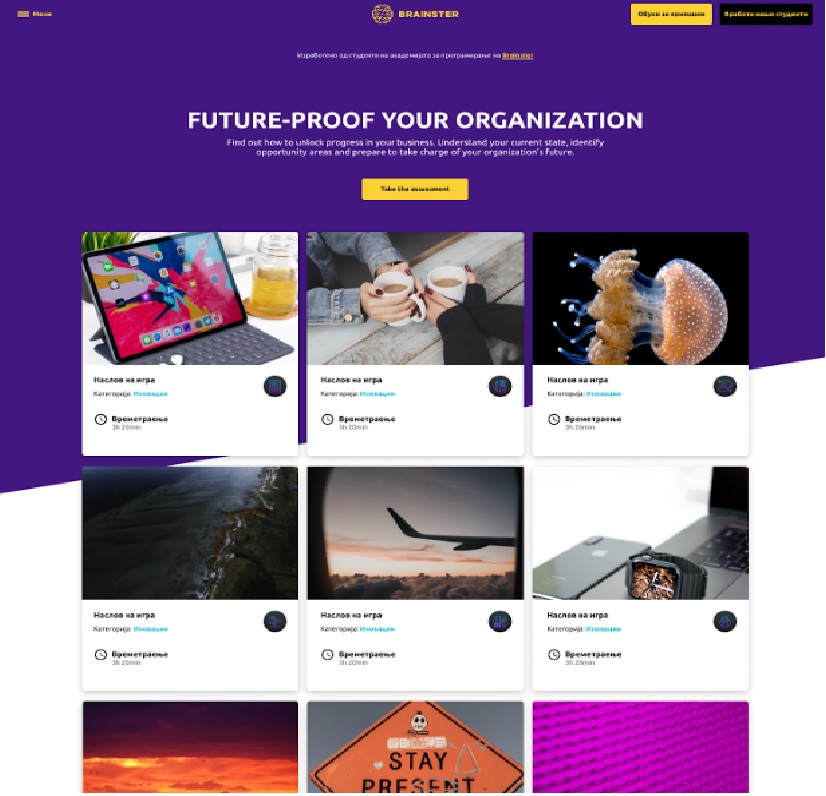 Мени
BRAINSTER
Обуки за компании
Вработи наши студенти
Изработено од студенти на академијата за програмирање на Brainster
FUTURE-PROOF YOUR ORGANIZATION
Find out how to unlock progress in your business. Understand your current state, identify
opportunity areas and prepare to take charge of your organization's future.
Take the assessment
Наслов на игра
Категорија: Иновации
Времетраење
3h 20min
Наслов на игра
Категорија: Иновации
Времетраење
3h 20min
Наслов на игра
Категорија: Иновации
Времетраење
3h 20min
Наслов на игра
Категорија: Иновации
Времетраење
3h 20min
Наслов на игра
Категорија: Иновации
Времетраење
3h 20min
Наслов на игра
Категорија: Иновации
Времетраење
3h 20min
STAY
PRESENT